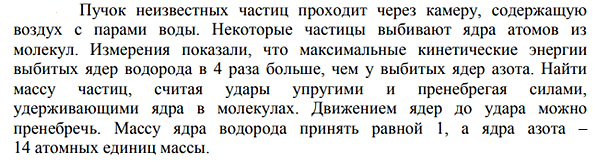 Пучок неизвестных частиц проходит через камеру, содержащую
воздух с парами воды. Некоторые частицы выбивают ядра атомов из
молекул. Измерения показали, что максимальные кинетические энергии
выбитых ядер водорода в 4 раза больше, чем у выбитых ядер азота. Найти
массу частиц, считая удары упругими и пренебрегая силами,
удерживающими ядра в молекулах. Движением ядер до удара можно
пренебречь. Массу ядра водорода принять равной 1, а ядра азота –
14 атомных единиц массы.